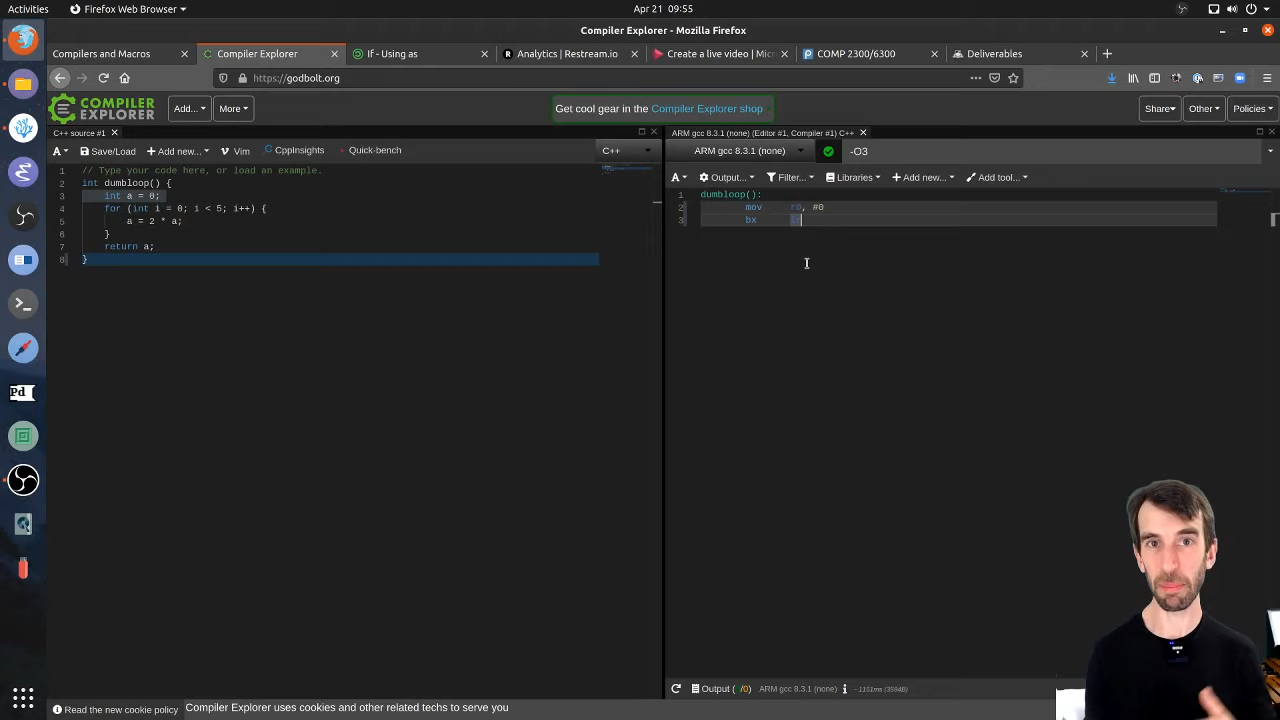 Activities
Firefox Web Browser
Apr 21 09:55
Compiler Explorer - Mozilla Firefox
Compilers and Macros
Compiler Explorer
If - Using as
Analytics | Restream.io
Create a live video | Micr
COMP 2300/6300
Deliverables
https://godbolt.org
COMPILER
EXPLORER
Add...
More
Get cool gear in the Compiler Explorer shop
Share
Other
Policies
C++ source #1
ARM gcc 8.3.1 (none) (Editor #1, Compiler #1) C++
A
Save/Load
Add new...
Vim
CppInsights
Quick-bench
C++
ARM gcc 8.3.1 (none)
-O3
A
Output...
Filter...
Libraries
Add new...
Add tool...
1 // Type your code here, or load an example.
2 int dumbloop() {
3 int a = 0;
4 for (int i = 0; i < 5; i++) {
5 a = 2 * a;
6 }
7 return a;
8 }
1 dumbloop():
2 mov r0, #0
3 bx lr
Pd
Output (0/0) ARM gcc 8.3.1 (none) i - 1151ms (3594B)
Read the new cookie policy
Compiler Explorer uses cookies and other related techs to serve you